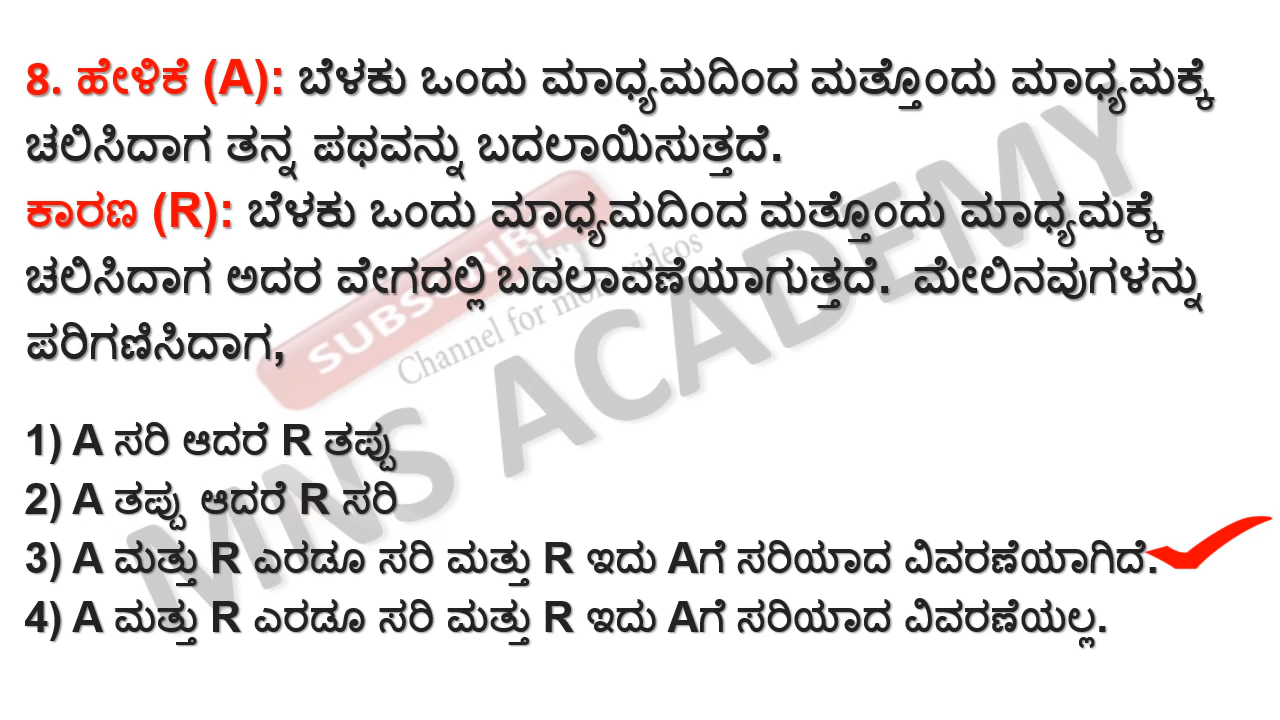 8. ಹೇಳಿಕೆ (A): ಬೆಳಕು ಒಂದು ಮಾಧ್ಯಮದಿಂದ ಮತ್ತೊಂದು ಮಾಧ್ಯಮಕ್ಕೆ
ಚಲಿಸಿದಾಗ ತನ್ನ ಪಥವನ್ನು ಬದಲಾಯಿಸುತ್ತದೆ.
ಕಾರಣ (R): ಬೆಳಕು ಒಂದು ಮಾಧ್ಯಮದಿಂದ ಮತ್ತೊಂದು ಮಾಧ್ಯಮಕ್ಕೆ
ಚಲಿಸಿದಾಗ ಅದರ ವೇಗದಲ್ಲಿ ಬದಲಾವಣೆಯಾಗುತ್ತದೆ. ಮೇಲಿನವುಗಳನ್ನು
ಪರಿಗಣಿಸಿದಾಗ,
1) A ಸರಿ ಆದರೆ R ತಪ್ಪು
2) A ತಪ್ಪು ಆದರೆ R ಸರಿ
3) A ಮತ್ತು R ಎರಡೂ ಸರಿ ಮತ್ತು R ಇದು Aಗೆ ಸರಿಯಾದ ವಿವರಣೆಯಾಗಿದೆ.
4) A ಮತ್ತು R ಎರಡೂ ಸರಿ ಮತ್ತು R ಇದು Aಗೆ ಸರಿಯಾದ ವಿವರಣೆಯಲ್ಲ.
SUBSCRIBE
Channel for more videos
MNS ACADEMY